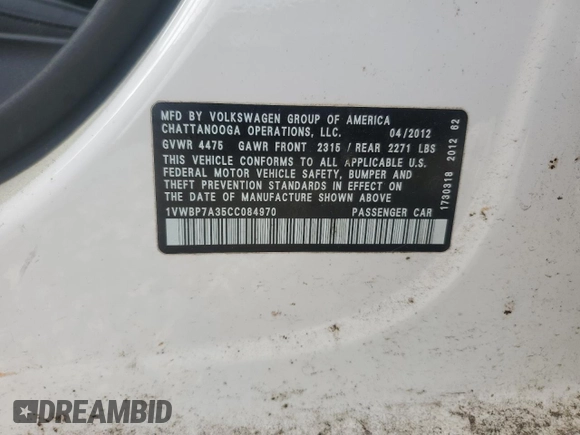 MFD BY VOLKSWAGEN GROUP OF AMERICA
CHATTANOOGA OPERATIONS, LLC. 04/2012
GVWR 4475 GAWR FRONT 2315 / REAR 2271 LBS
THIS VEHICLE CONFORMS TO ALL APPLICABLE U.S.
FEDERAL MOTOR VEHICLE SAFETY, BUMPER AND
THEFT PREVENTION STANDARDS IN EFFECT ON
THE DATE OF MANUFACTURE SHOWN ABOVE
1VWBP7A35CC084970 PASSENGER CAR
1730318 2012 62
DREAMBID